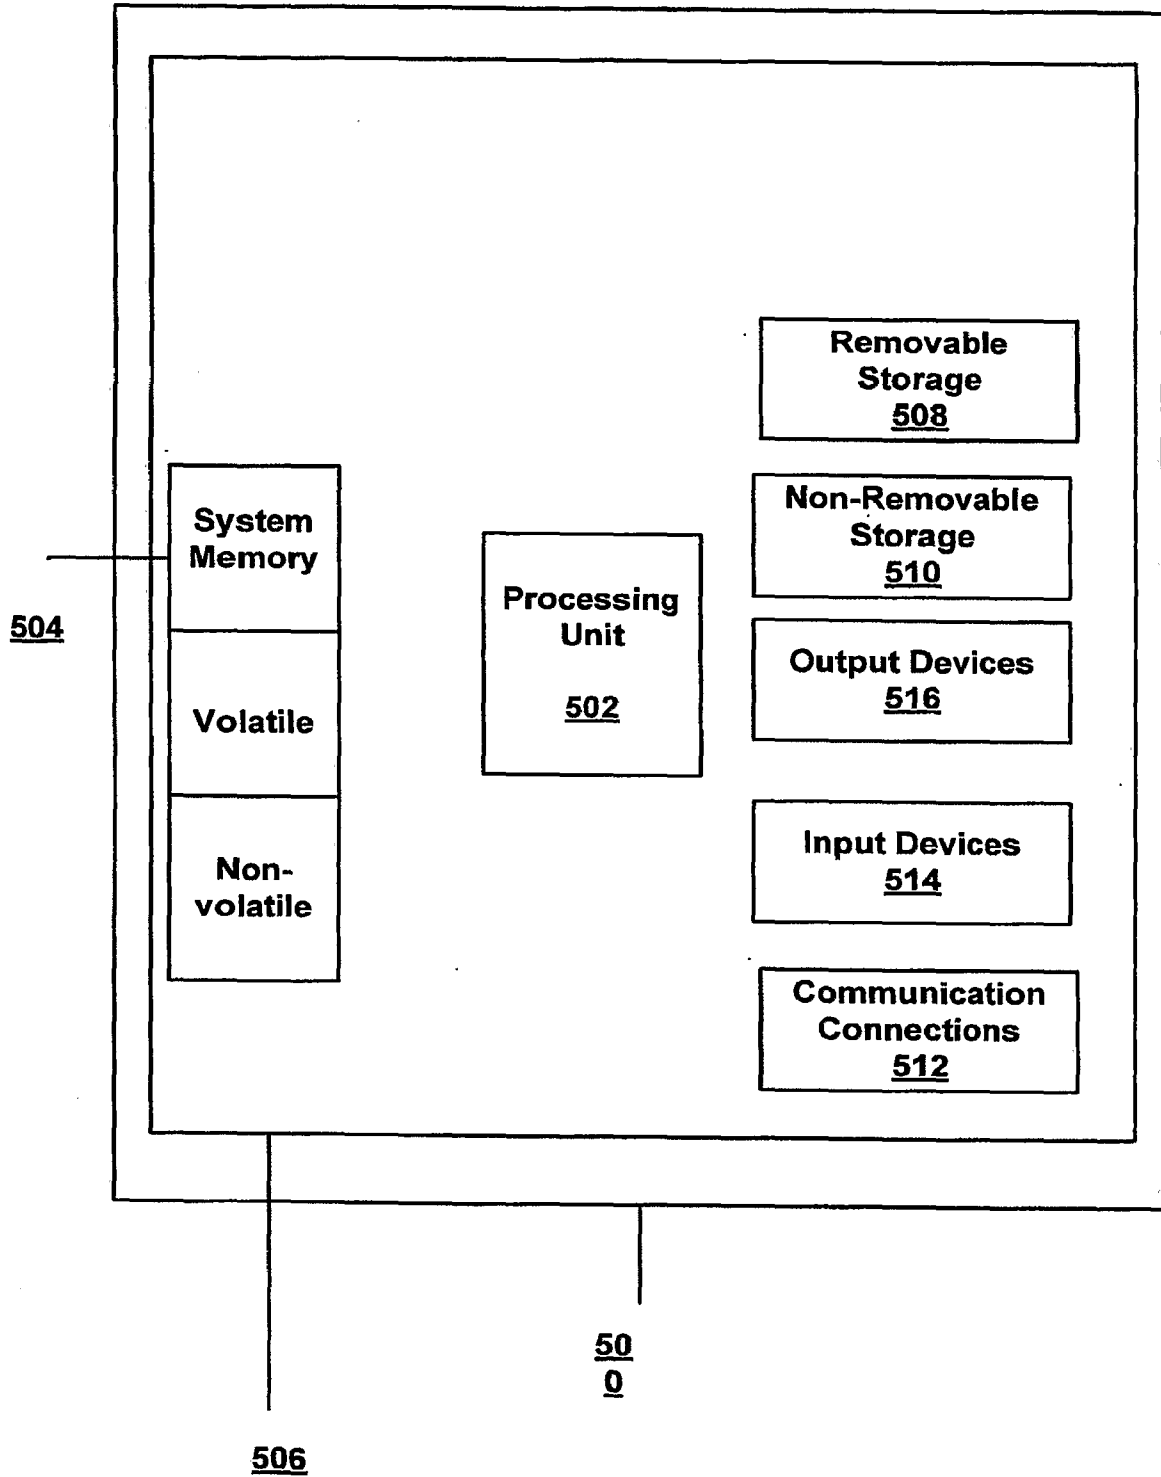 Removable
Storage
508
System
Memory
504
Volatile
Non-
volatile
Processing
Unit
502
Non-Removable
Storage
510
Output Devices
516
Input Devices
514
Communication
Connections
512
50
0
506